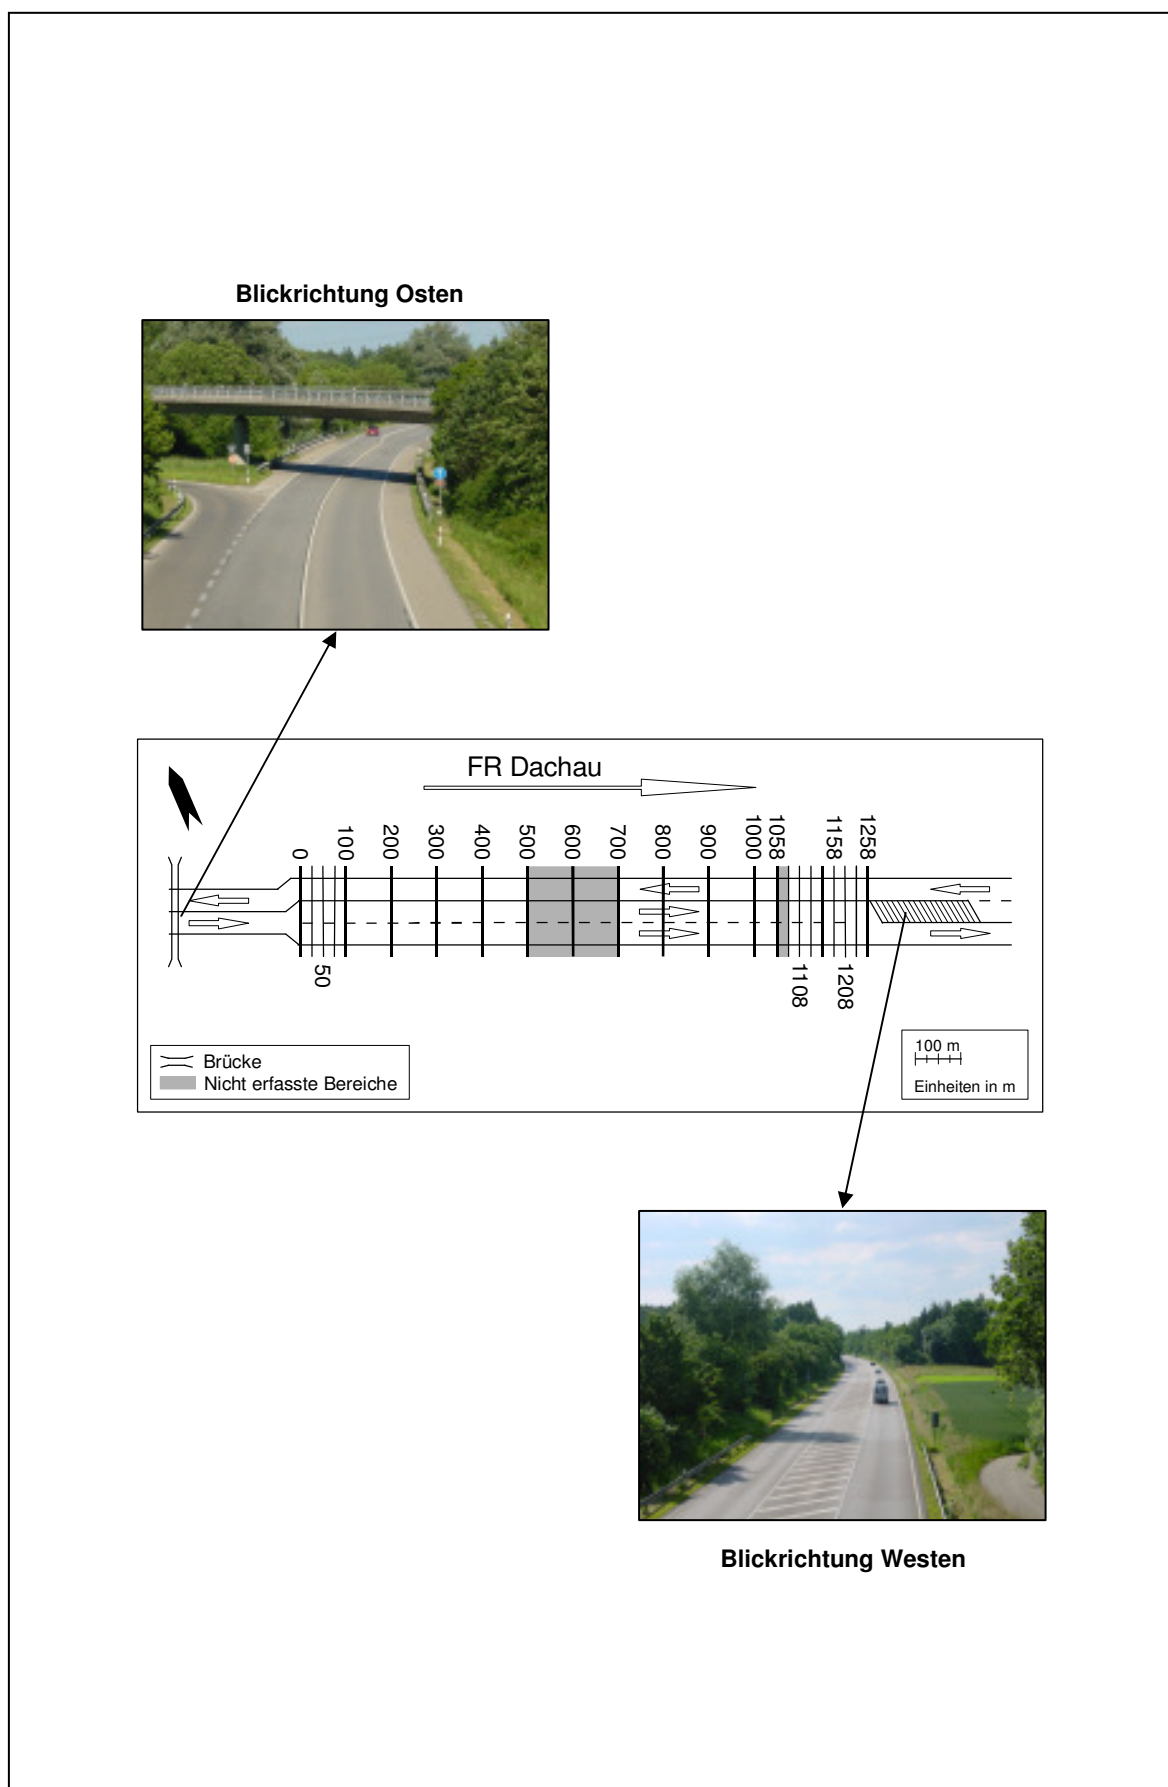 Blickrichtung Osten
FR Dachau
0
100
200
300
400
500
600
700
800
900
1000
1058
1158
1258
50
1108
1208
Brücke
Nicht erfasste Bereiche
100 m
Einheiten in m
Blickrichtung Westen